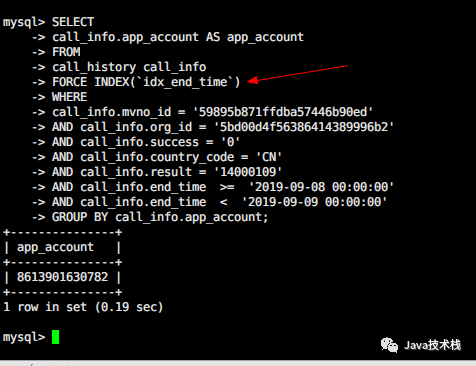 mysql> SELECT
-> call_info.app_account AS app_account
-> FROM
-> call_history call_info
-> FORCE INDEX(`idx_end_time`)
-> WHERE
-> call_info.mvno_id = '59895b871ffdba57446b90ed'
-> AND call_info.org_id = '5bd00d4f56386414389996b2'
-> AND call_info.success = '0'
-> AND call_info.country_code = 'CN'
-> AND call_info.result = '14000109'
-> AND call_info.end_time  >=  '2019-09-08 00:00:00'
-> AND call_info.end_time  <  '2019-09-09 00:00:00'
-> GROUP BY call_info.app_account;
+---------------+
| app_account   |
+---------------+
| 8613901630782 |
+---------------+
1 row in set (0.19 sec)
mysql>
Java技术栈